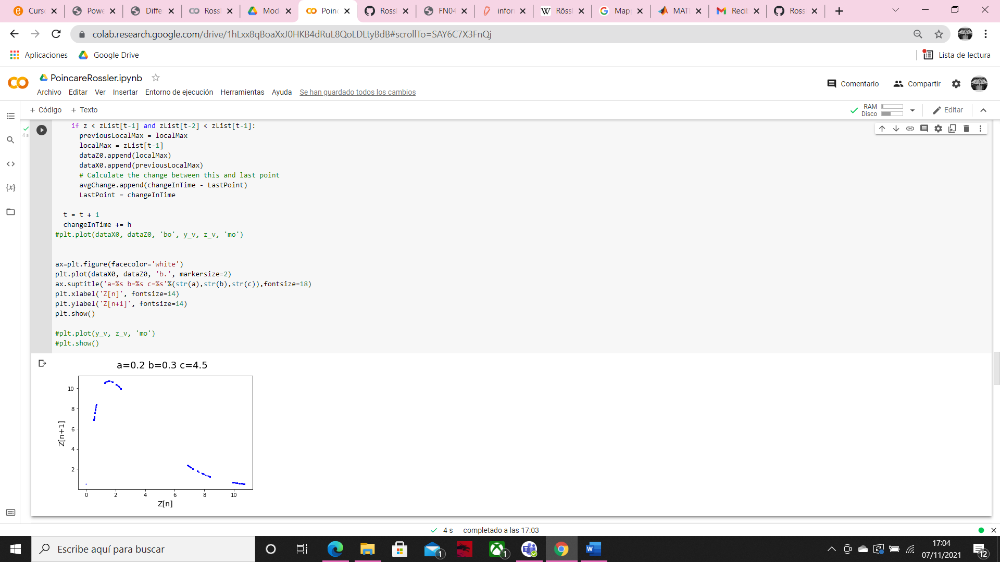 Curs
Powe
Diffe
Rossl
Mod
Poinc
Rossl
FN04
infor
Rössl
Mapp
MATL
Recib
Ross
colab.research.google.com/drive/1hLxx8qBoaXxJ0HKB4dRuL8QoLDLtyBdB#scrollTo=SAY6C7X3FnQj
Aplicaciones
Google Drive
Lista de lectura
PoincareRossler.ipynb
Archivo Editar Ver Insertar Entorno de ejecución Herramientas Ayuda Se han guardado todos los cambios
Comentario
Compartir
+ Código + Texto
RAM
Disco
Editar
4 s
if z < zList[t-1] and zList[t-2] < zList[t-1]:
previousLocalMax = localMax
localMax = zList[t-1]
dataZ0.append(localMax)
dataX0.append(previousLocalMax)
# Calculate the change between this and last point
avgChange.append(changeInTime - LastPoint)
LastPoint = changeInTime
t = t + 1
changeInTime += h
#plt.plot(dataX0, dataZ0, 'bo', y_v, z_v, 'mo')
ax=plt.figure(facecolor='white')
plt.plot(dataX0, dataZ0, 'b.', markersize=2)
ax.suptitle('a=%s b=%s c=%s'%(str(a),str(b),str(c)),fontsize=18)
plt.xlabel('Z[n]', fontsize=14)
plt.ylabel('Z[n+1]', fontsize=14)
plt.show()
#plt.plot(y_v, z_v, 'mo')
#plt.show()
a=0.2 b=0.3 c=4.5
10
8
6
4
2
Z[n+1]
0 2 4 6 8 10
Z[n]
4 s completado a las 17:03
Escribe aquí para buscar
1
1
17:04
07/11/2021
12